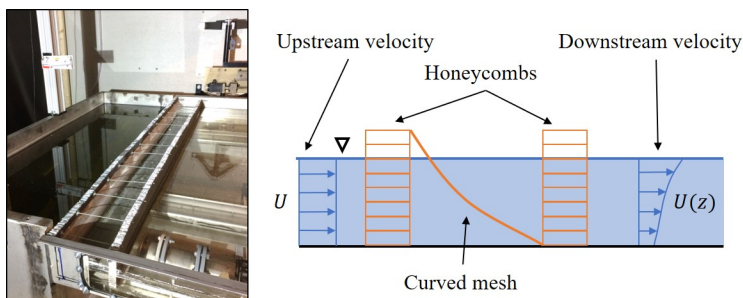 Upstream velocity
Downstream velocity
Honeycombs
U
U(z)
Curved mesh